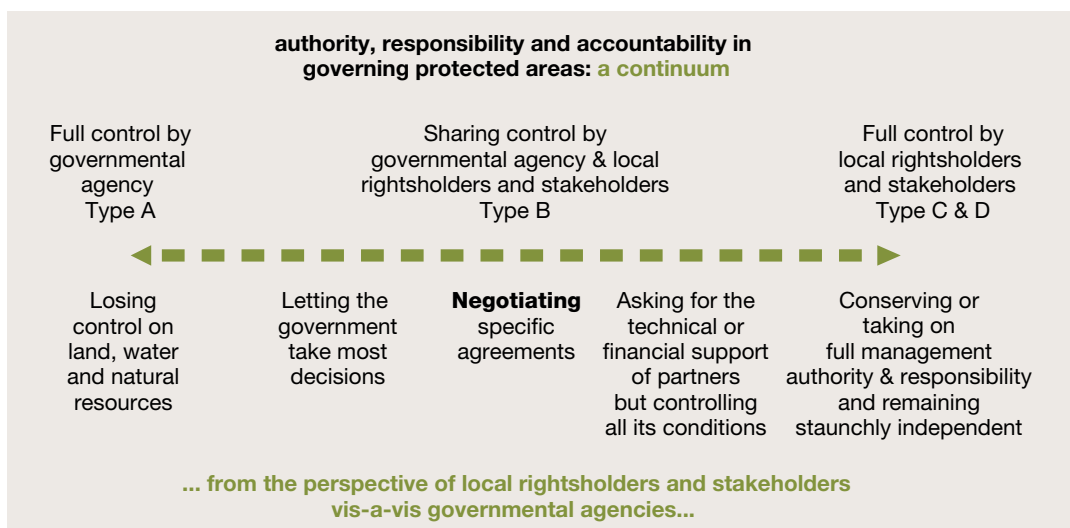 authority, responsibility and accountability in
governing protected areas: a continuum
Full control by
governmental
agency
Type A
Sharing control by
governmental agency & local
rightsholders and stakeholders
Type B
Full control by
local rightsholders
and stakeholders
Type C & D
Losing
control on
land, water
and natural
resources
Letting the
government
take most
decisions
Negotiating
specific
agreements
Asking for the
technical or
financial support
of partners
but controlling
all its conditions
Conserving or
taking on
full management
authority & responsibility
and remaining
staunchly independent
... from the perspective of local rightsholders and stakeholders
vis-a-vis governmental agencies...